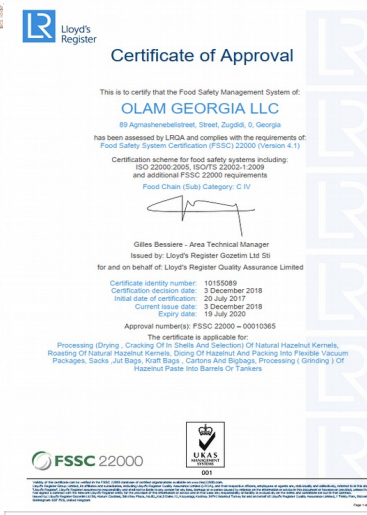 Lloyd's
Register
Certificate of Approval
This is to certify that the Food Safety Management System of:
OLAM GEORGIA LLC
89 Agmashenebelistreet, Street, Zugdidi, 0, Georgia
has been assessed by LRQA and complies with the requirements of:
Food Safety System Certification (FSSC) 22000 (Version 4.1)
Certification scheme for food safety systems including:
ISO 22000:2005, ISO/TS 22002-1:2009
and additional FSSC 22000 requirements
Food Chain (Sub) Category: C IV
Gilles Bessiere - Area Technical Manager
Issued by: Lloyd's Register Gozetim Ltd Sti
for and on behalf of: Lloyd's Register Quality Assurance Limited
Certificate identity number: 10155089
Certification decision date: 3 December 2018
Initial date of certification: 20 July 2017
Current issue date: 3 December 2018
Expiry date: 19 July 2020
Approval number(s): FSSC 22000 – 0010365
The certificate is applicable for:
Processing (Drying , Cracking Of In Shells And Selection) Of Natural Hazelnut Kernels,
Roasting Of Natural Hazelnut Kernels, Dicing Of Hazelnut And Packing Into Flexible Vacuum
Packages, Sacks ,Jut Bags, Kraft Bags , Cartons And Bigbags, Processing ( Grinding ) Of
Hazelnut Paste Into Barrels Or Tankers
FSSC 22000
UKAS
MANAGEMENT
SYSTEMS
001